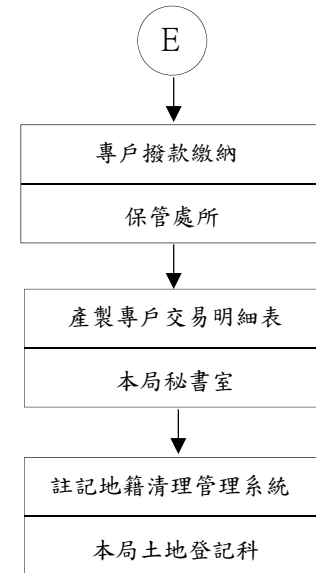 E
專戶撥款繳納
保管處所
產製專戶交易明細表
本局秘書室
註記地籍清理管理系統
本局土地登記科